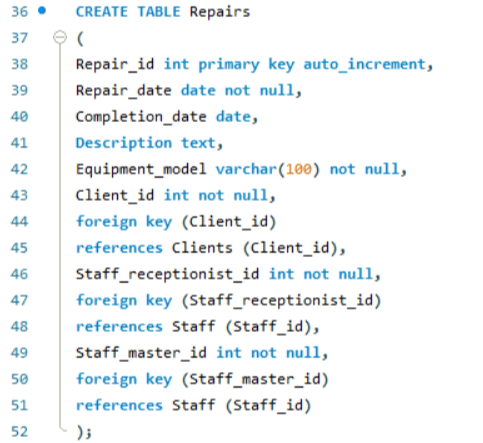 36 CREATE TABLE Repairs
37 (
38 Repair_id int primary key auto_increment,
39 Repair_date date not null,
40 Completion_date date,
41 Description text,
42 Equipment_model varchar(100) not null,
43 Client_id int not null,
44 foreign key (Client_id)
45 references Clients (Client_id),
46 Staff_receptionist_id int not null,
47 foreign key (Staff_receptionist_id)
48 references Staff (Staff_id),
49 Staff_master_id int not null,
50 foreign key (Staff_master_id)
51 references Staff (Staff_id)
52 );